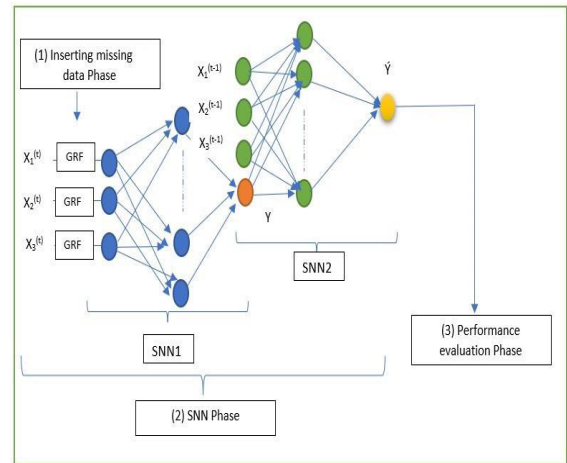 (1) Inserting missing
data Phase
X₁⁽ᵗ⁾ GRF
X₂⁽ᵗ⁾ GRF
X₃⁽ᵗ⁾ GRF
X₁⁽ᵗ⁻¹⁾
X₂⁽ᵗ⁻¹⁾
X₃⁽ᵗ⁻¹⁾
Y
Ý
SNN2
SNN1
(3) Performance
evaluation Phase
(2) SNN Phase